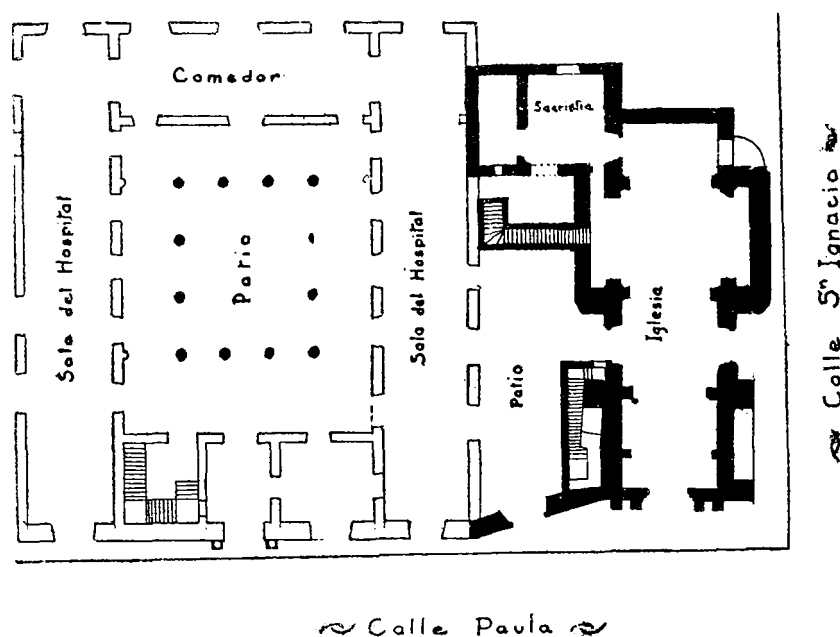 Comedor
Sacristia
Sala del Hospital
Patio
Sala del Hospital
Iglesia
Patio
Calle Sn Ignacio
Calle Paula